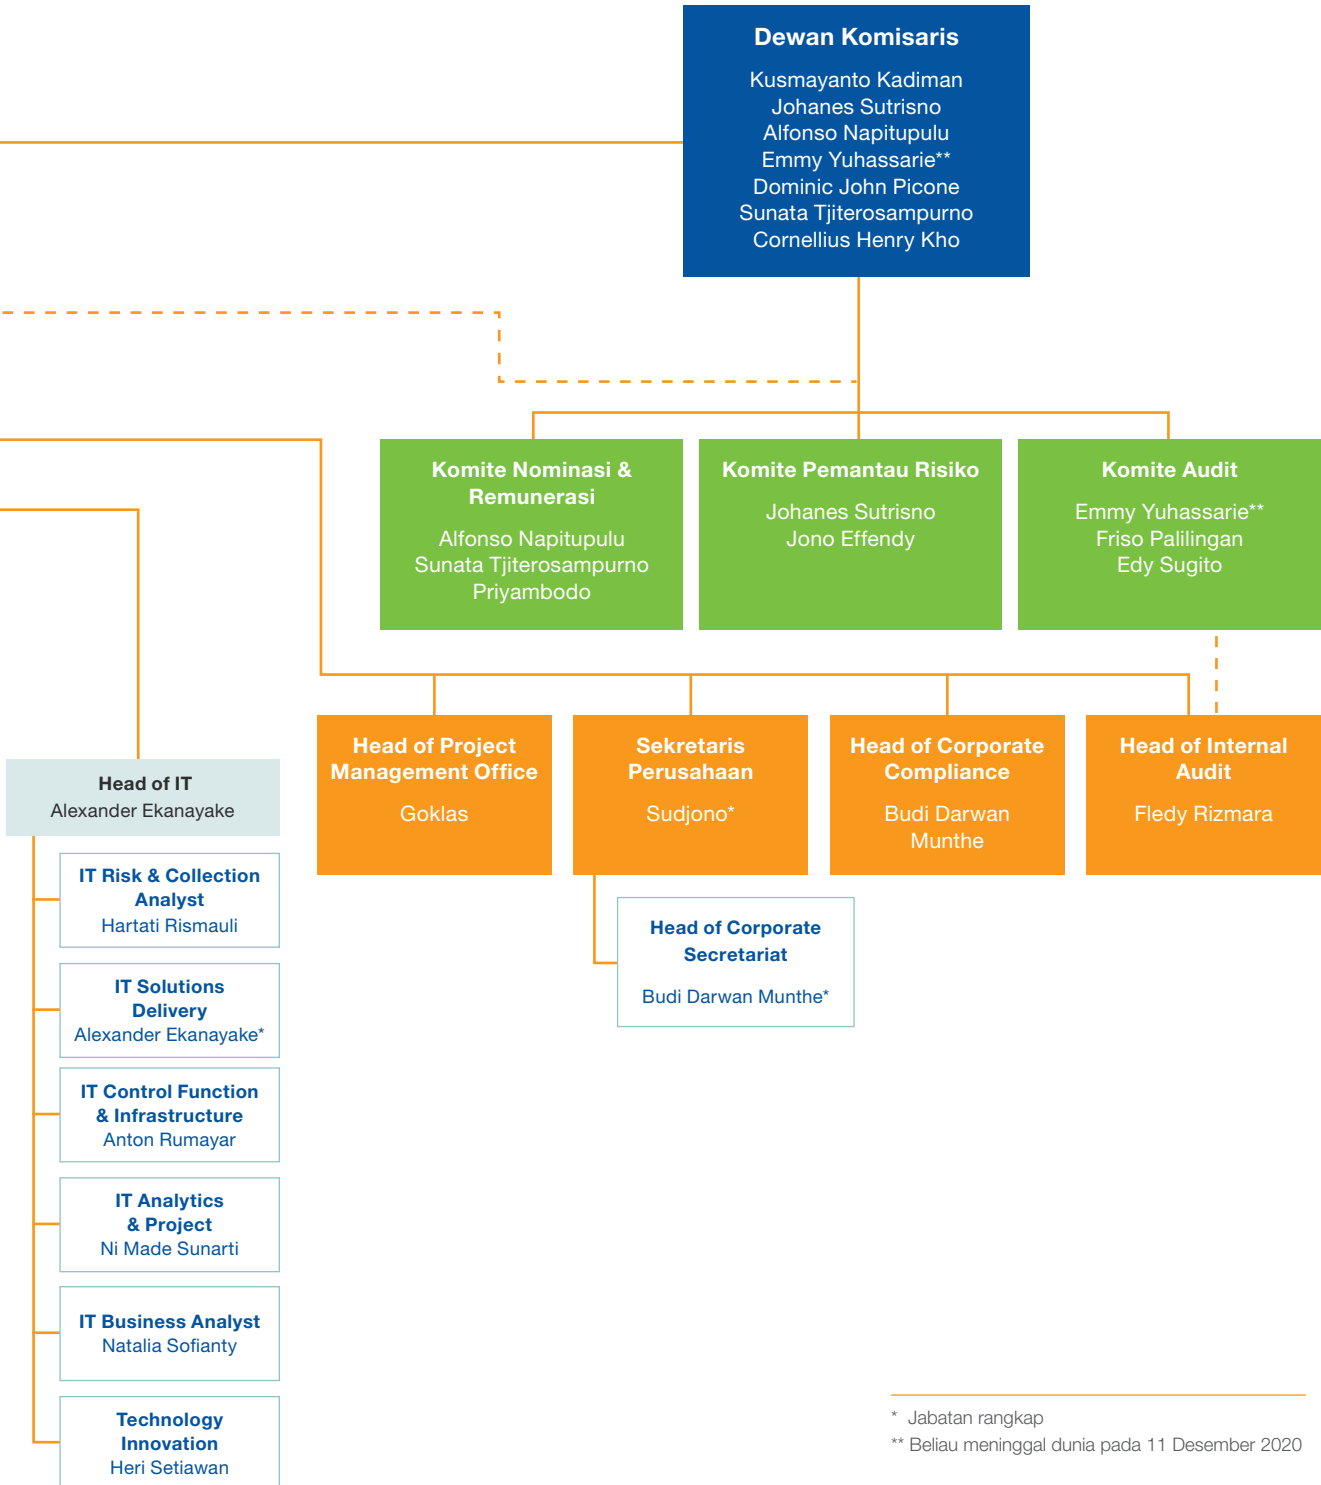 Dewan Komisaris
Kusmayanto Kadiman
Johanes Sutrisno
Alfonso Napitupulu
Emmy Yuhassarie**
Dominic John Picone
Sunata Tjiterosampurno
Cornellius Henry Kho
Komite Nominasi &
Remunerasi
Alfonso Napitupulu
Sunata Tjiterosampurno
Priyambodo
Komite Pemantau Risiko
Johanes Sutrisno
Jono Effendy
Komite Audit
Emmy Yuhassarie**
Friso Palilingan
Edy Sugito
Head of Project
Management Office
Goklas
Sekretaris
Perusahaan
Sudjono*
Head of Corporate
Compliance
Budi Darwan
Munthe
Head of Internal
Audit
Fledy Rizmara
Head of Corporate
Secretariat
Budi Darwan Munthe*
Head of IT
Alexander Ekanayake
IT Risk & Collection
Analyst
Hartati Rismauli
IT Solutions
Delivery
Alexander Ekanayake*
IT Control Function
& Infrastructure
Anton Rumayar
IT Analytics
& Project
Ni Made Sunarti
IT Business Analyst
Natalia Sofianty
Technology
Innovation
Heri Setiawan
* Jabatan rangkap
** Beliau meninggal dunia pada 11 Desember 2020